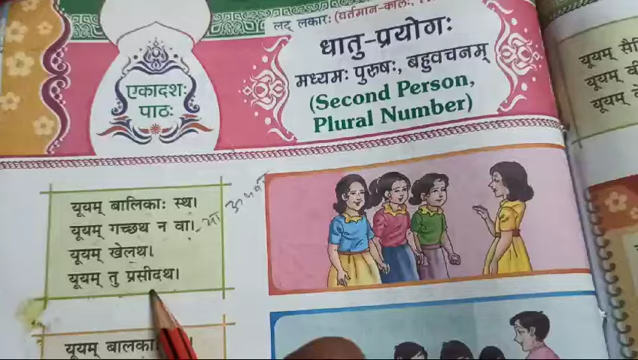 लट् लकारः (वर्तमान-कालः,
धातु-प्रयोगः
मध्यमः पुरुषः, बहुवचनम्
(Second Person,
Plural Number)
एकादशः
पाठः
यूयम् बालिकाः स्थ।
यूयम् गच्छथ न वा।
यूयम् खेलथ।
यूयम् तु प्रसीदथ।
यूयम् बालकाः
यूयम्
यूयम्
यूयम्